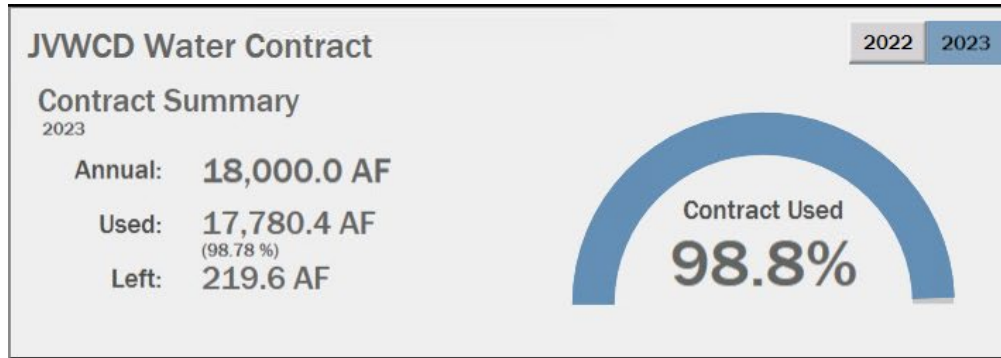 JVWCD Water Contract
2022 2023
Contract Summary
2023
Annual: 18,000.0 AF
Used: 17,780.4 AF
(98.78 %)
Left: 219.6 AF
Contract Used
98.8%